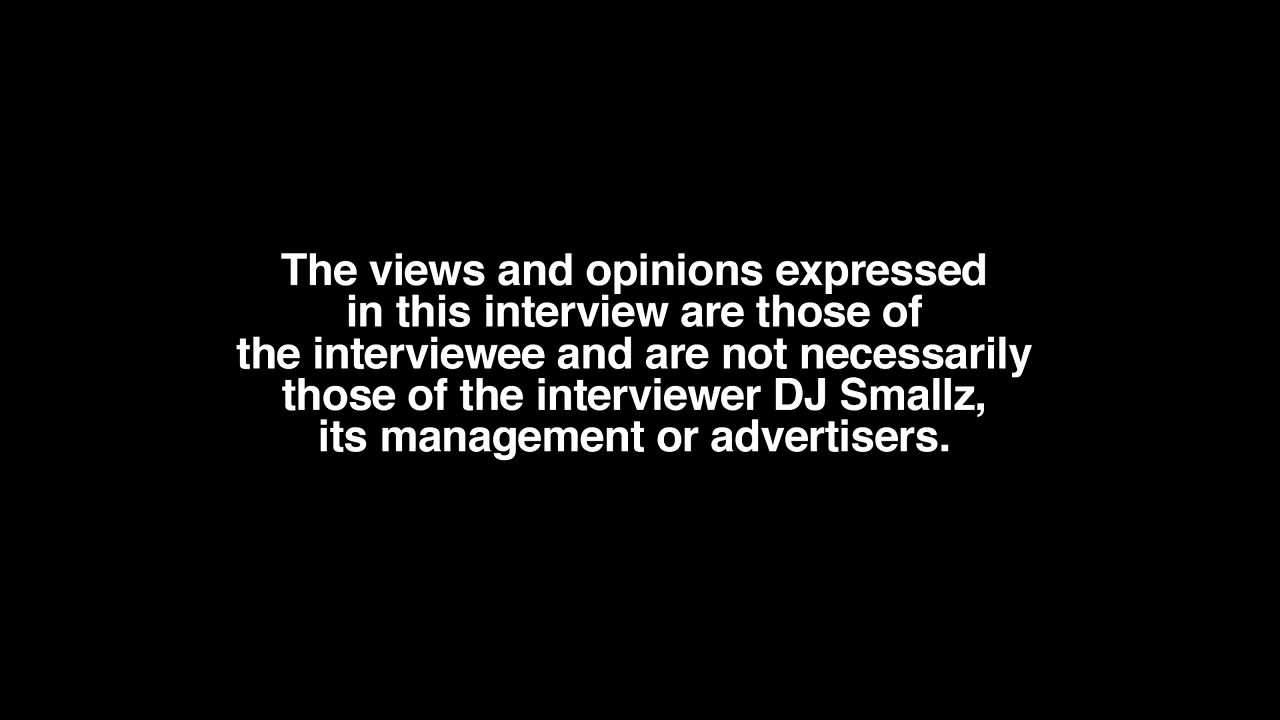 The views and opinions expressed
in this interview are those of
the interviewee and are not necessarily
those of the interviewer DJ Smallz,
its management or advertisers.